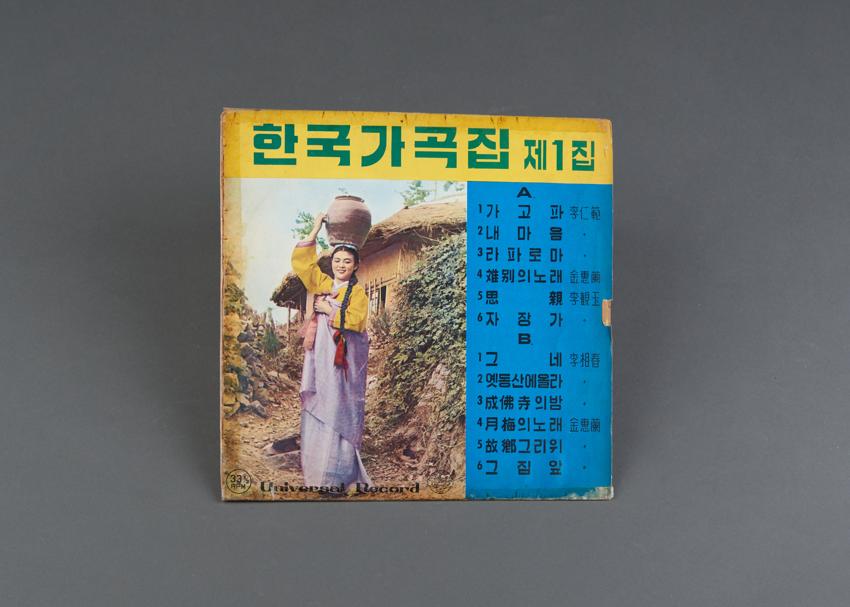 한국가곡집 제1집
A.
1 가고파 李仁範
2 내마음 〃
3 라파로마 〃
4 雄別의노래 金惠蘭
5 思親 李観玉
6 자장가 〃
B.
1 그네 李相春
2 옛동산에올라 〃
3 成佛寺의밤 〃
4 月梅의노래 金惠蘭
5 故鄕그리워 〃
6 그집앞 〃
33⅓ RPM
Universal Record